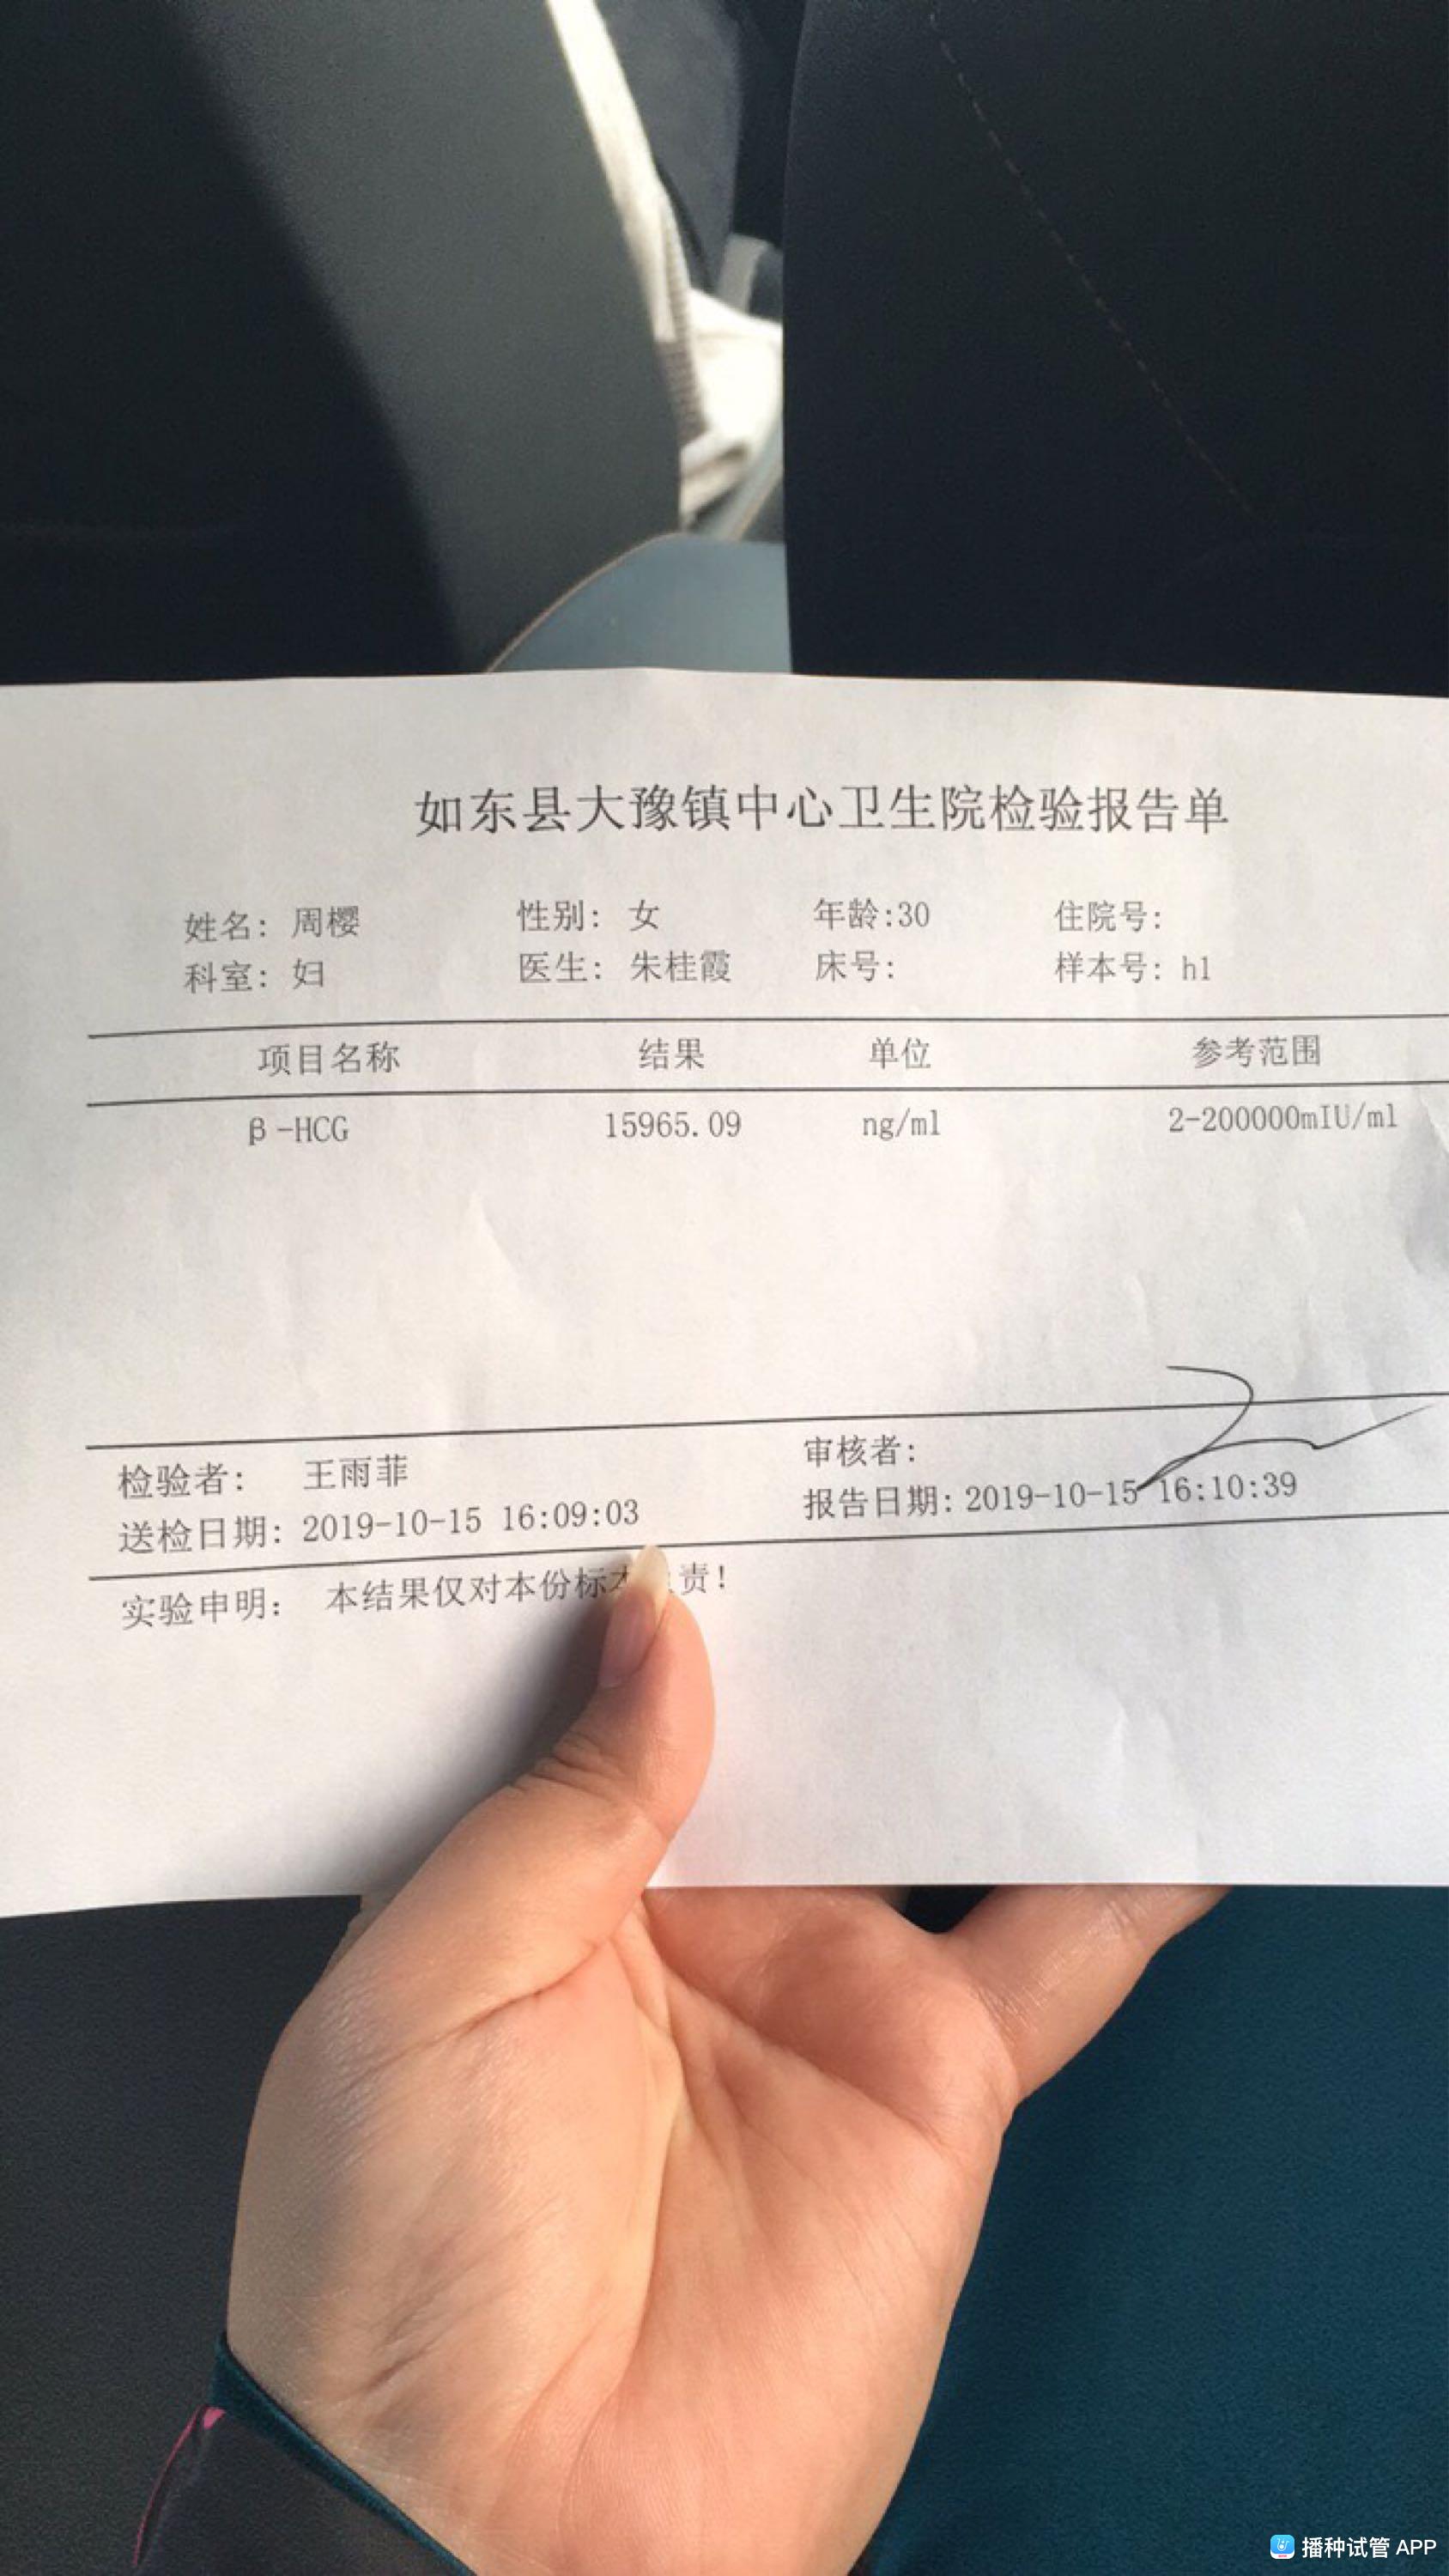 如东县大豫镇中心卫生院检验报告单
姓名: 周樱 性别: 女 年龄:30 住院号:
科室: 妇 医生: 朱桂霞 床号: 样本号: h1
项目名称 结果 单位 参考范围
β-HCG 15965.09 ng/ml 2-200000mIU/ml
检验者: 王雨菲 审核者:
送检日期: 2019-10-15 16:09:03 报告日期: 2019-10-15 16:10:39
实验申明: 本结果仅对本份标 责!
播种试管 APP